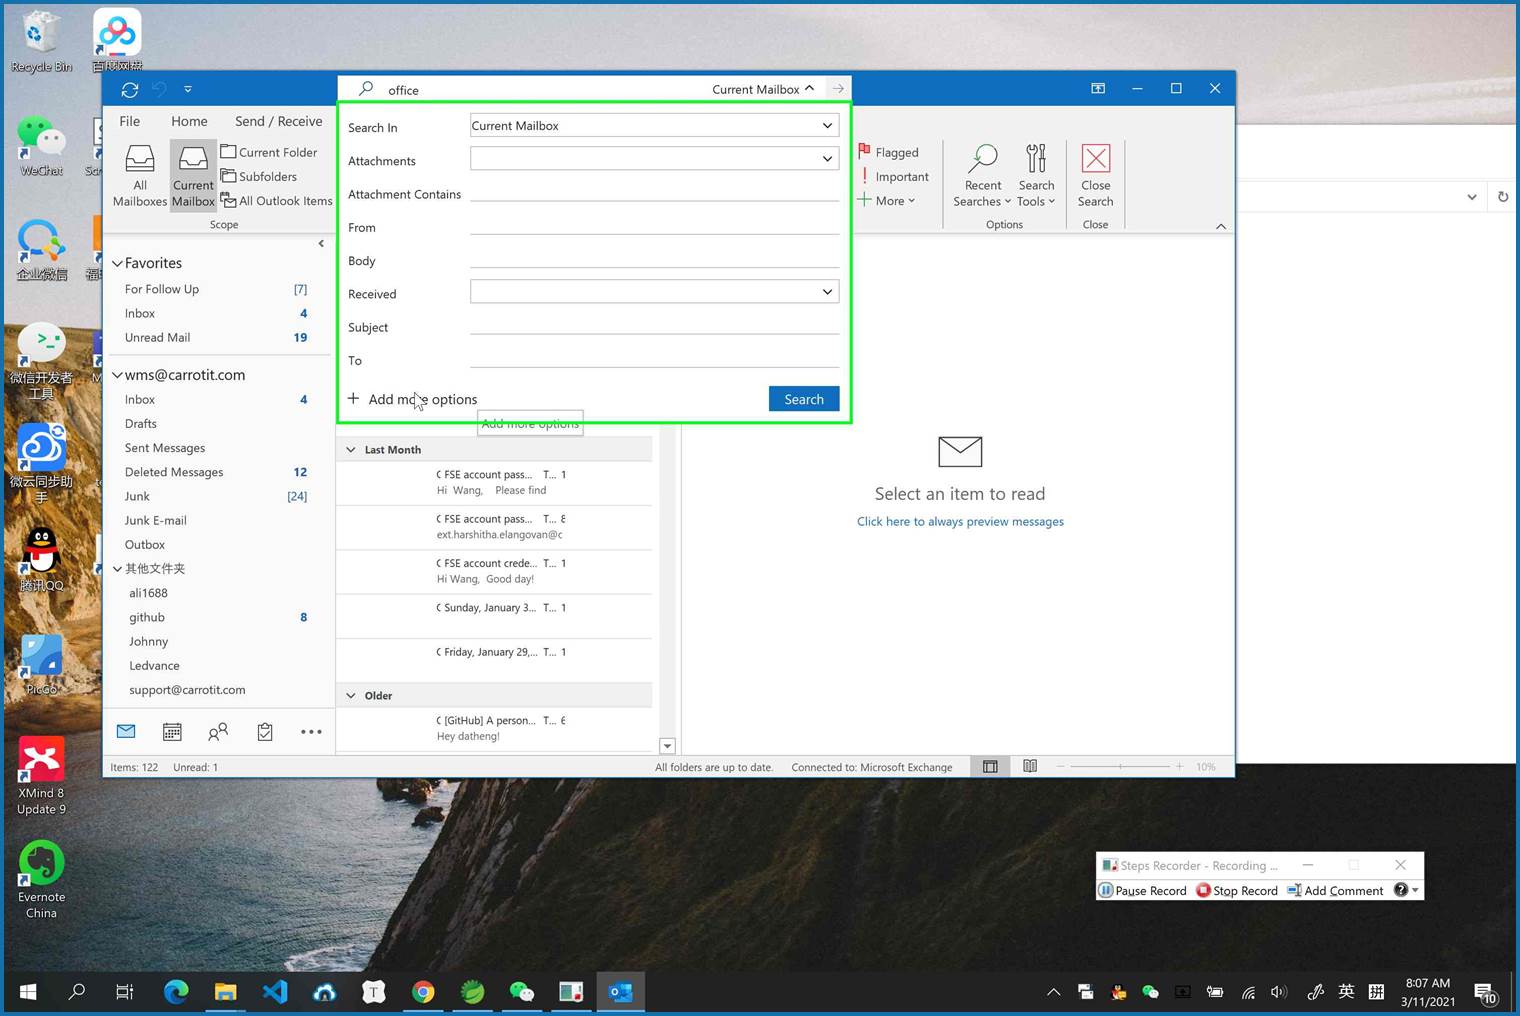 Recycle Bin
百度网盘
WeChat
企业微信
微信开发者
工具
微云同步助
手
腾讯QQ
PicGo
XMind 8
Update 9
Evernote
China
office
Current Mailbox
File
Home
Send / Receive
All
Mailboxes
Current
Mailbox
Current Folder
Subfolders
All Outlook Items
Scope
Search In
Current Mailbox
Attachments
Attachment Contains
From
Body
Received
Subject
To
Add more options
Search
Add more options
Flagged
Important
More
Recent
Searches
Search
Tools
Options
Close
Search
Close
Favorites
For Follow Up [7]
Inbox 4
Unread Mail 19
wms@carrotit.com
Inbox 4
Drafts
Sent Messages
Deleted Messages 12
Junk [24]
Junk E-mail
Outbox
其他文件夹
ali1688
github 8
Johnny
Ledvance
support@carrotit.com
Last Month
FSE account pass... T... 1
Hi Wang, Please find
FSE account pass... T... 8
ext.harshitha.elangovan@c
FSE account crede... T... 1
Hi Wang, Good day!
Sunday, January 3... T... 1
Friday, January 29,... T... 1
Older
[GitHub] A person... T... 6
Hey datheng!
Select an item to read
Click here to always preview messages
Items: 122 Unread: 1
All folders are up to date.
Connected to: Microsoft Exchange
10%
Steps Recorder - Recording ...
Pause Record
Stop Record
Add Comment
英
拼
8:07 AM
3/11/2021
10